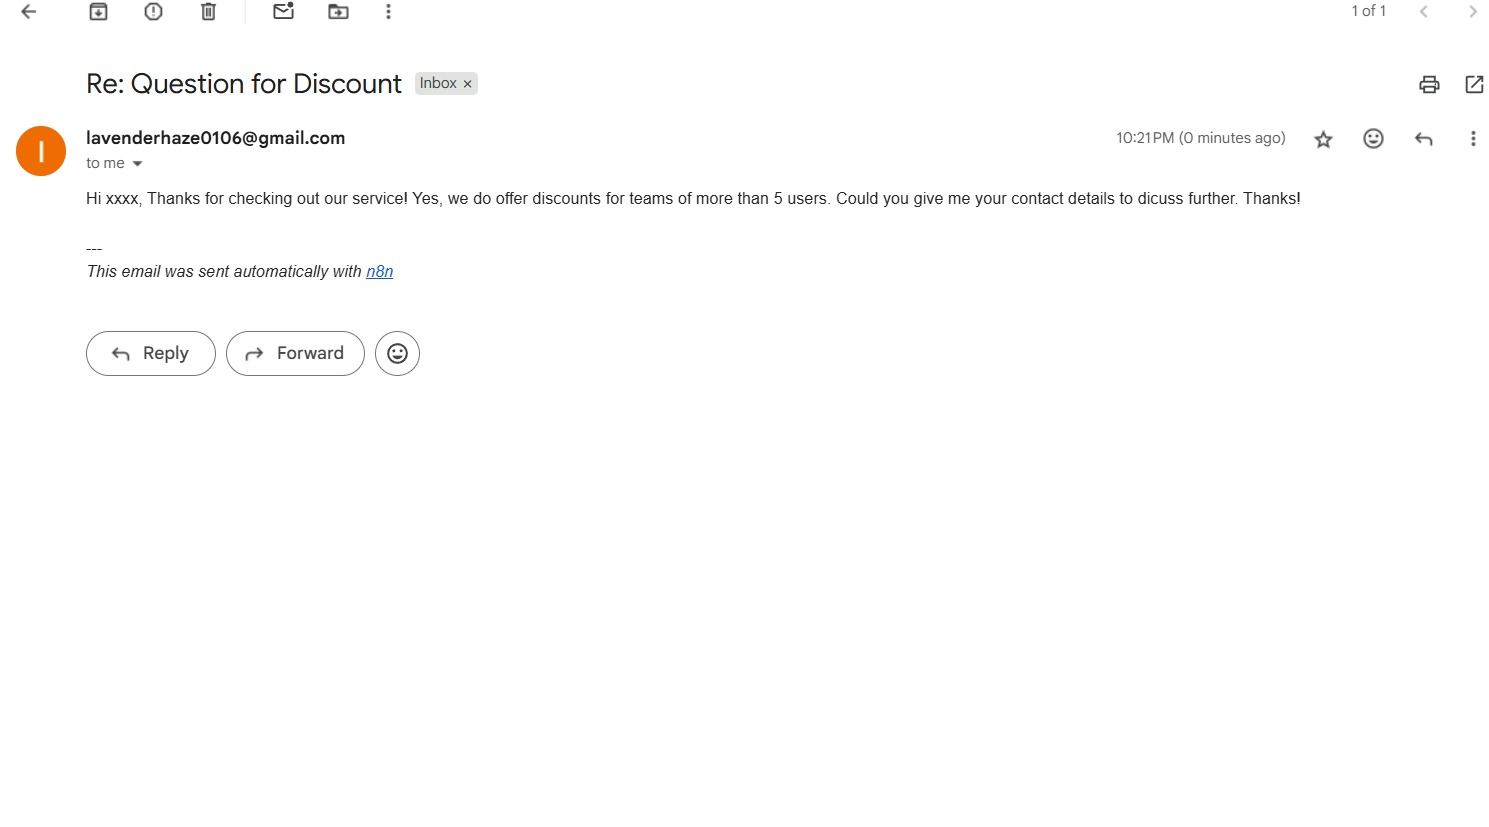 1 of 1
Re: Question for Discount Inbox ×
I
lavenderhaze0106@gmail.com 10:21 PM (0 minutes ago)
to me
Hi xxxx, Thanks for checking out our service! Yes, we do offer discounts for teams of more than 5 users. Could you give me your contact details to dicuss further. Thanks!
---
This email was sent automatically with n8n
Reply Forward